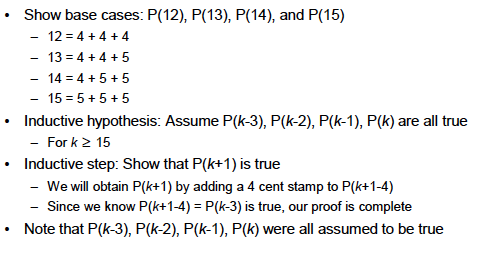 • Show base cases: P(12), P(13), P(14), and P(15)
– 12 = 4 + 4 + 4
– 13 = 4 + 4 + 5
– 14 = 4 + 5 + 5
– 15 = 5 + 5 + 5
• Inductive hypothesis: Assume P(k-3), P(k-2), P(k-1), P(k) are all true
– For k ≥ 15
• Inductive step: Show that P(k+1) is true
– We will obtain P(k+1) by adding a 4 cent stamp to P(k+1-4)
– Since we know P(k+1-4) = P(k-3) is true, our proof is complete
• Note that P(k-3), P(k-2), P(k-1), P(k) were all assumed to be true